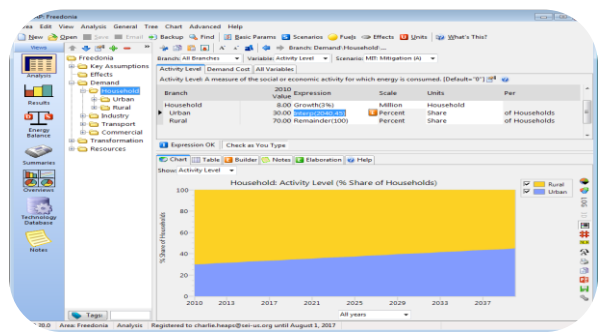 : Freedonia
Area Edit View Analysis General Tree Chart Advanced Help
New Open Save Email Backup Find Basic Params Scenarios Fuels Effects Units What's This?
Views
Analysis
Results
Energy Balance
Summaries
Overviews
Technology Database
Notes
Freedonia
Key Assumptions
Effects
Demand
Household
Urban
Rural
Industry
Transport
Commercial
Transformation
Resources
Tags:
Branch: Demand\Household\...
Branch: All Branches Variable: Activity Level Scenario: MIT: Mitigation (A)
Activity Level Demand Cost All Variables
Activity Level: A measure of the social or economic activity for which energy is consumed. [Default="0"]
Branch 2010 Value Expression Scale Units Per
Household 8.00 Growth(3%) Million Household
Urban 30.00 Interp(2040,45) Percent Share of Households
Rural 70.00 Remainder(100) Percent Share of Households
Expression OK Check as You Type
Chart Table Builder Notes Elaboration Help
Show: Activity Level
Household: Activity Level (% Share of Households)
Rural
Urban
% Share of Households
100
80
60
40
20
0
2010 2013 2017 2021 2025 2029 2033 2037
All years
LOG
Area: Freedonia Analysis Registered to charlie.heaps@sei-us.org until August 1, 2017